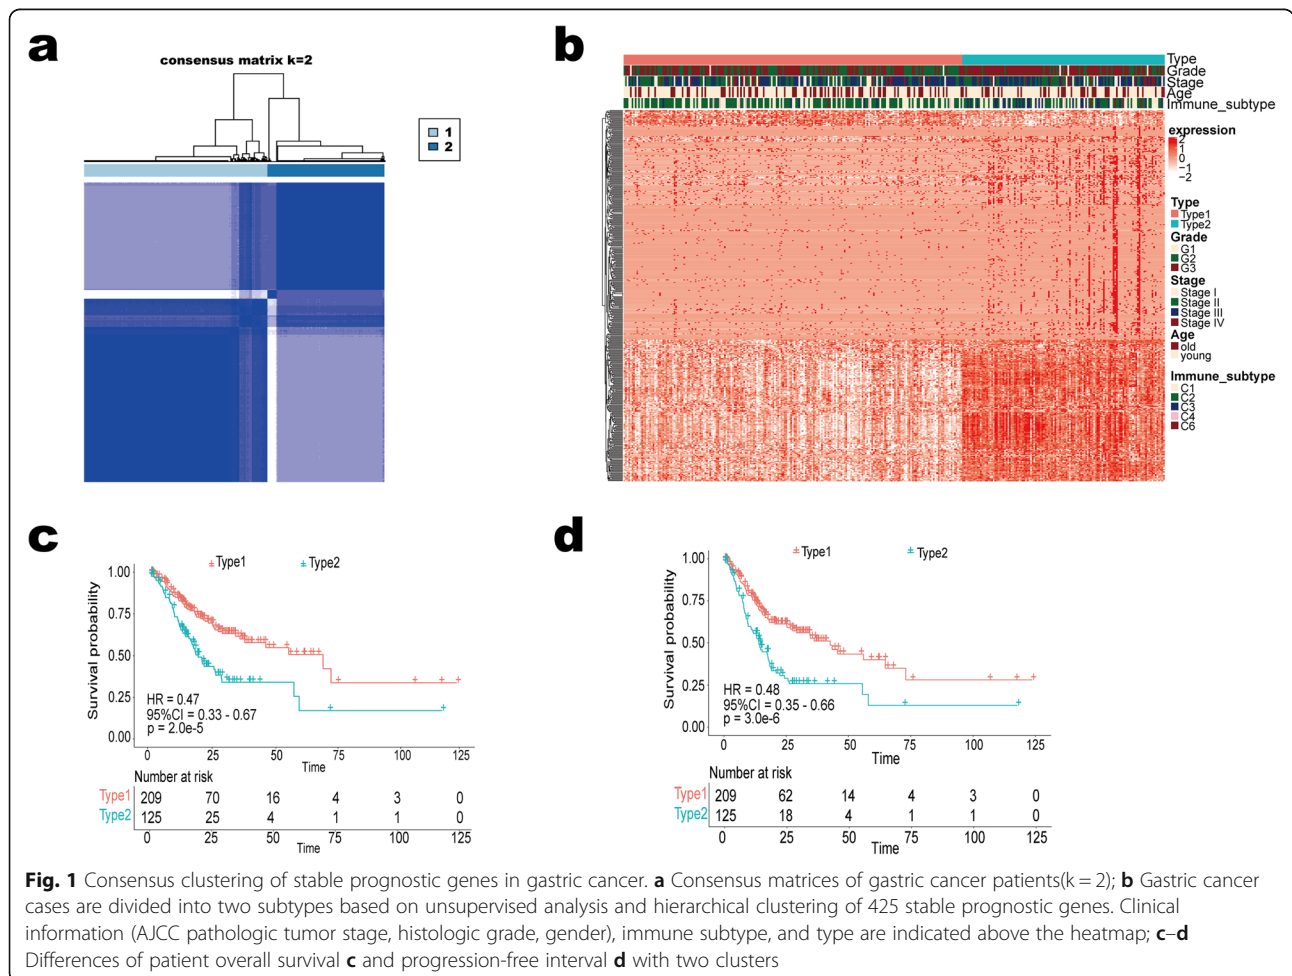 a
consensus matrix k=2
1
2
b
Type
Grade
Stage
Age
Immune_subtype
expression
2
1
0
−1
−2
Type
Type1
Type2
Grade
G1
G2
G3
Stage
Stage I
Stage II
Stage III
Stage IV
Age
old
young
Immune_subtype
C1
C2
C3
C4
C6
c
Type1 Type2
Survival probability
1.00
0.75
0.50
0.25
0.00
HR = 0.47
95%CI = 0.33 - 0.67
p = 2.0e-5
0 25 50 75 100 125
Time
Number at risk
Type1 209 70 16 4 3 0
Type2 125 25 4 1 1 0
0 25 50 75 100 125
Time
d
Type1 Type2
Survival probability
1.00
0.75
0.50
0.25
0.00
HR = 0.48
95%CI = 0.35 - 0.66
p = 3.0e-6
0 25 50 75 100 125
Time
Number at risk
Type1 209 62 14 4 3 0
Type2 125 18 4 1 1 0
0 25 50 75 100 125
Time
Fig. 1 Consensus clustering of stable prognostic genes in gastric cancer. a Consensus matrices of gastric cancer patients(k = 2); b Gastric cancer
cases are divided into two subtypes based on unsupervised analysis and hierarchical clustering of 425 stable prognostic genes. Clinical
information (AJCC pathologic tumor stage, histologic grade, gender), immune subtype, and type are indicated above the heatmap; c–d
Differences of patient overall survival c and progression-free interval d with two clusters